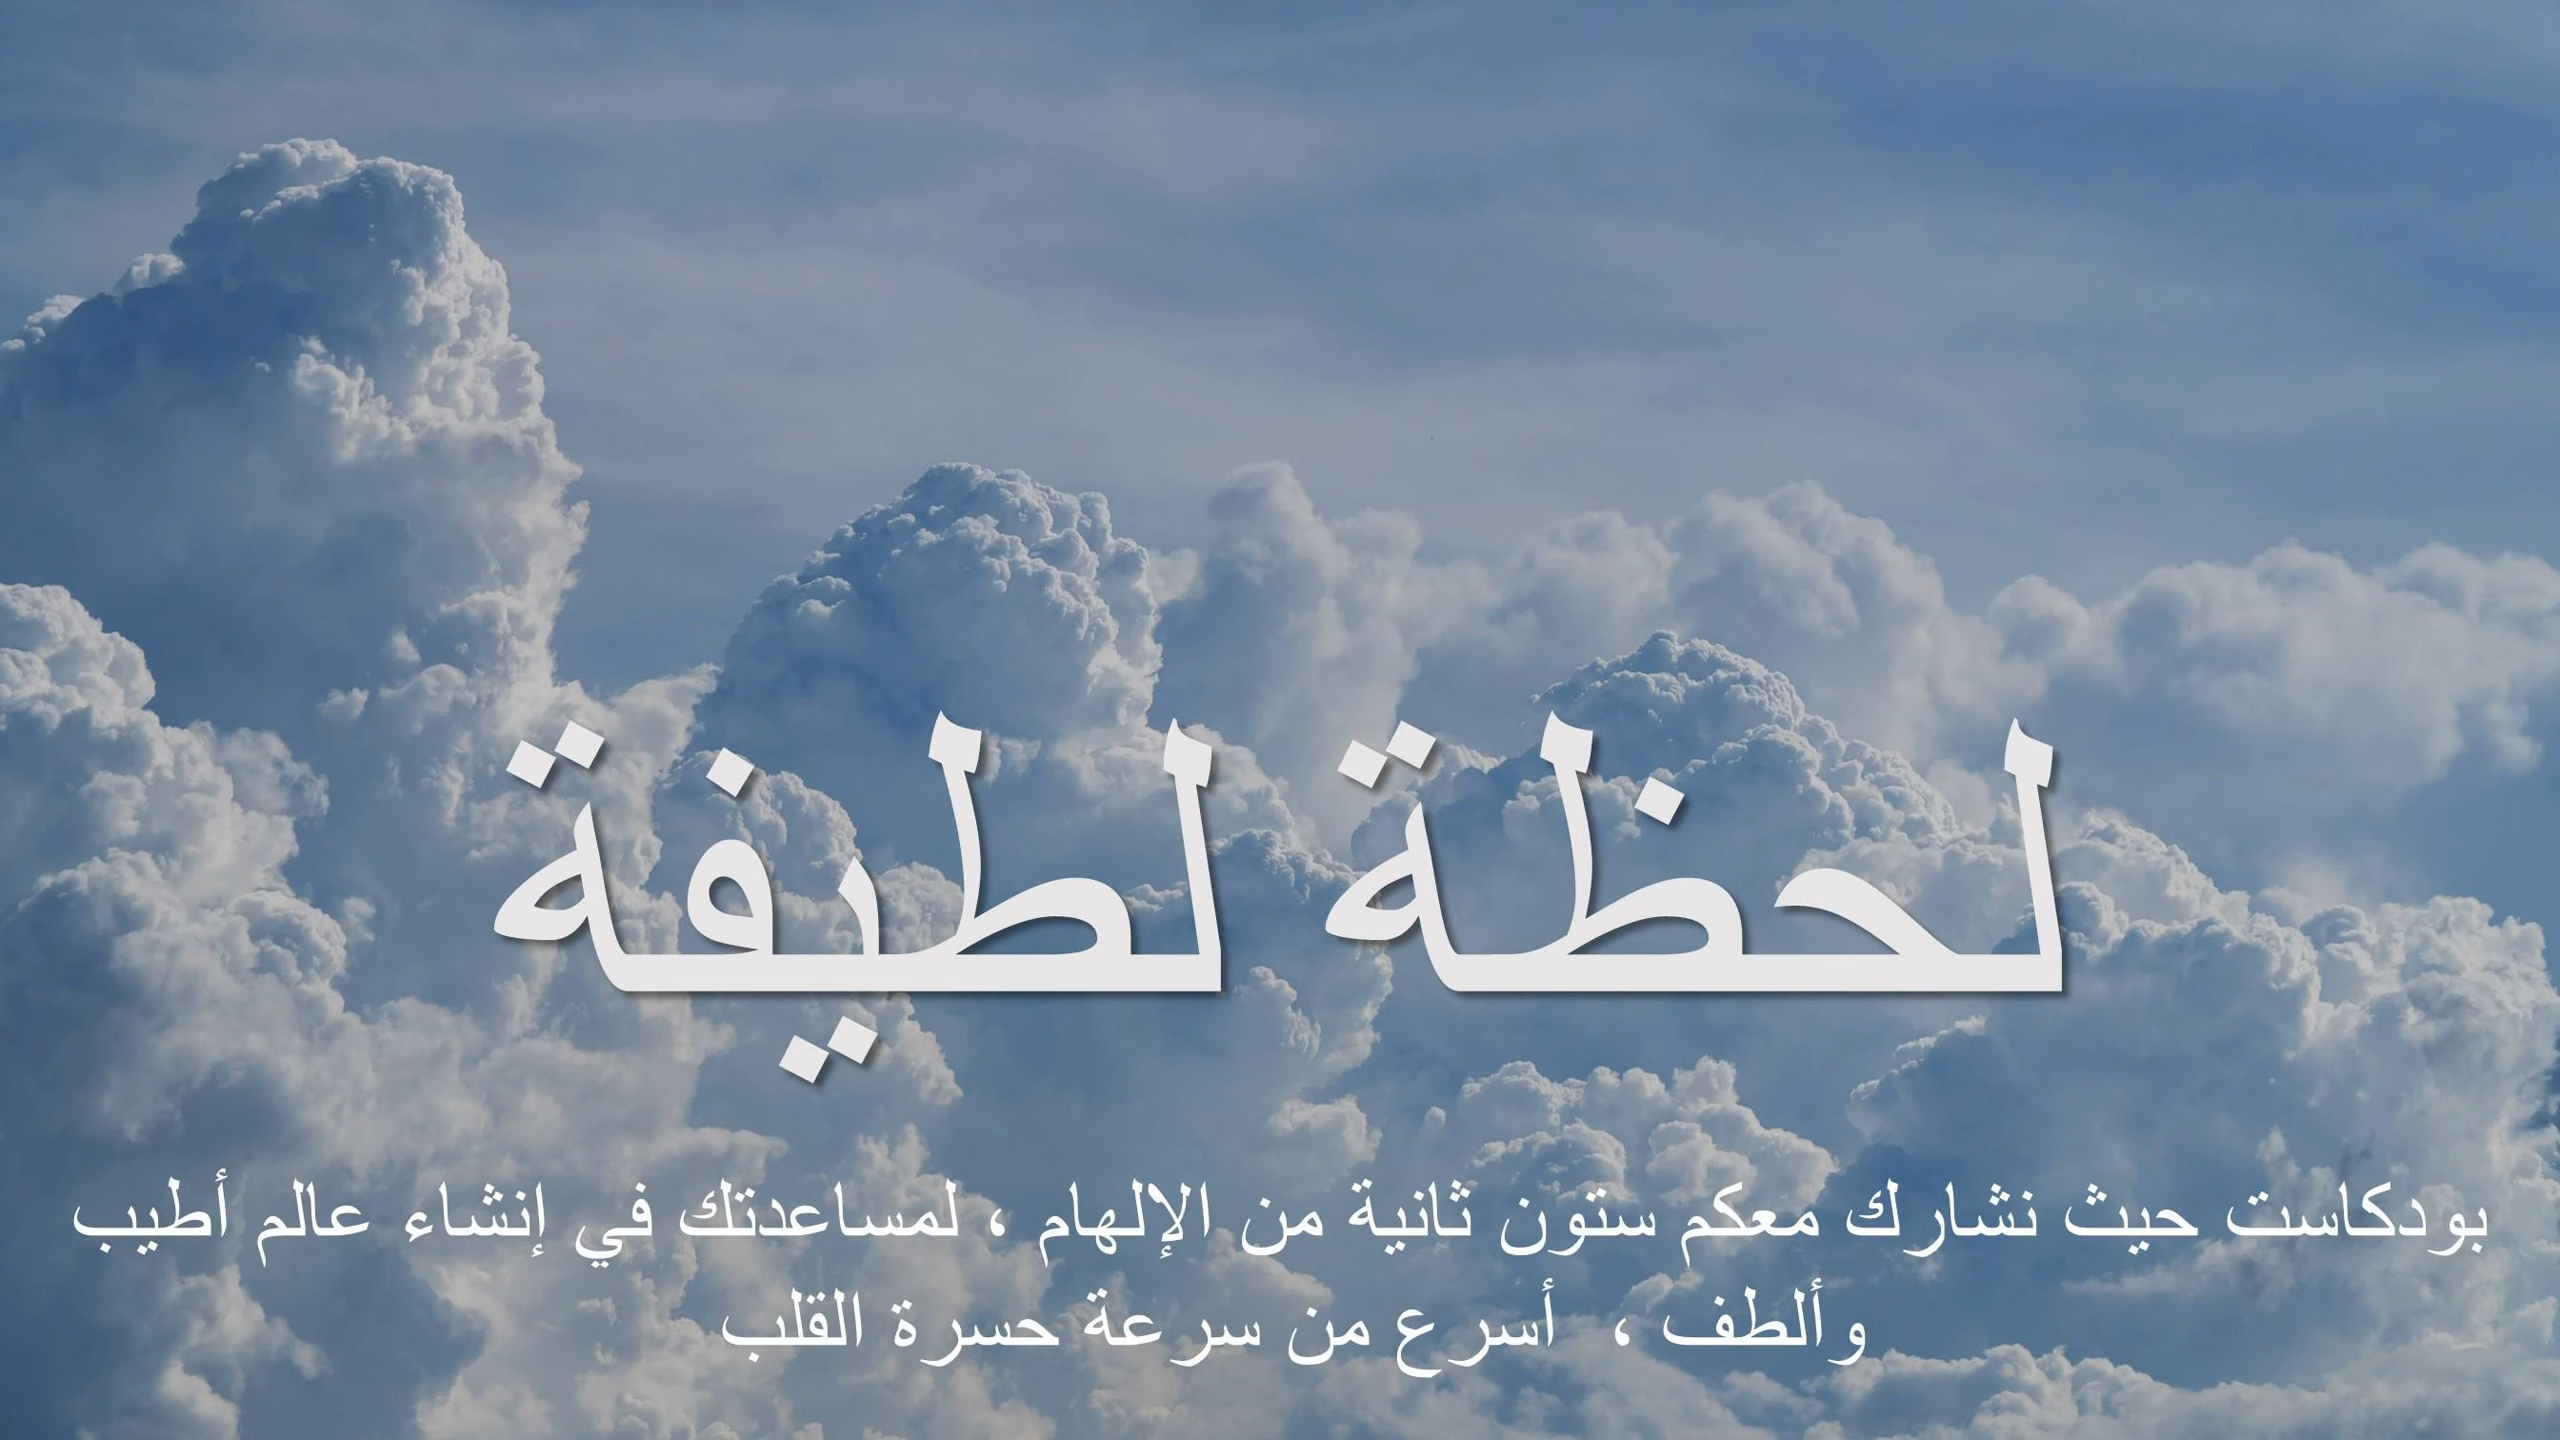 لحظة لطيفة
بودكاست حيث نشارك معكم ستون ثانية من الإلهام ، لمساعدتك في إنشاء عالم أطيب
وألطف ، أسرع من سرعة حسرة القلب